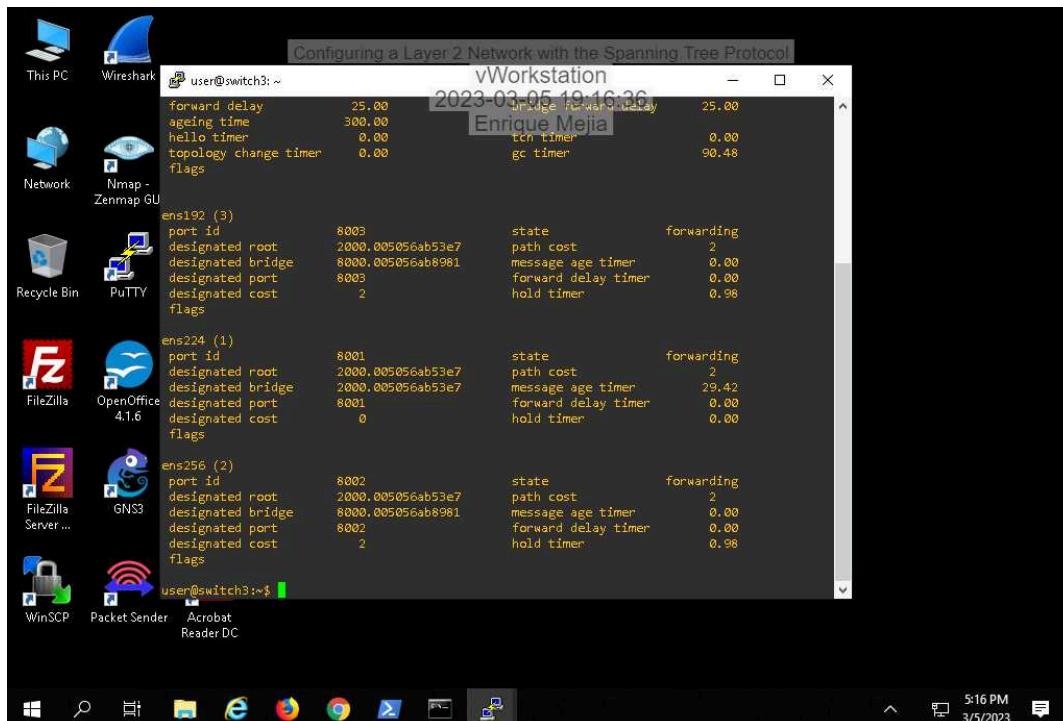 Configuring a Layer 2 Network with the Spanning Tree Protocol
vWorkstation
2023-03-05 19:16:36
Enrique Mejia
This PC
Wireshark
Network
Nmap -
Zenmap GU
Recycle Bin
PuTTY
FileZilla
OpenOffice
4.1.6
FileZilla
Server ...
GNS3
WinSCP
Packet Sender
Acrobat
Reader DC
user@switch3: ~
forward delay 25.00 bridge forward delay 25.00
ageing time 300.00
hello timer 0.00 tcn timer 0.00
topology change timer 0.00 gc timer 90.48
flags
ens192 (3)
port id 8003 state forwarding
designated root 2000.005056ab53e7 path cost 2
designated bridge 8000.005056ab8981 message age timer 0.00
designated port 8003 forward delay timer 0.00
designated cost 2 hold timer 0.98
flags
ens224 (1)
port id 8001 state forwarding
designated root 2000.005056ab53e7 path cost 2
designated bridge 2000.005056ab53e7 message age timer 29.42
designated port 8001 forward delay timer 0.00
designated cost 0 hold timer 0.00
flags
ens256 (2)
port id 8002 state forwarding
designated root 2000.005056ab53e7 path cost 2
designated bridge 8000.005056ab8981 message age timer 0.00
designated port 8002 forward delay timer 0.00
designated cost 2 hold timer 0.98
flags
user@switch3:~$
5:16 PM
3/5/2023